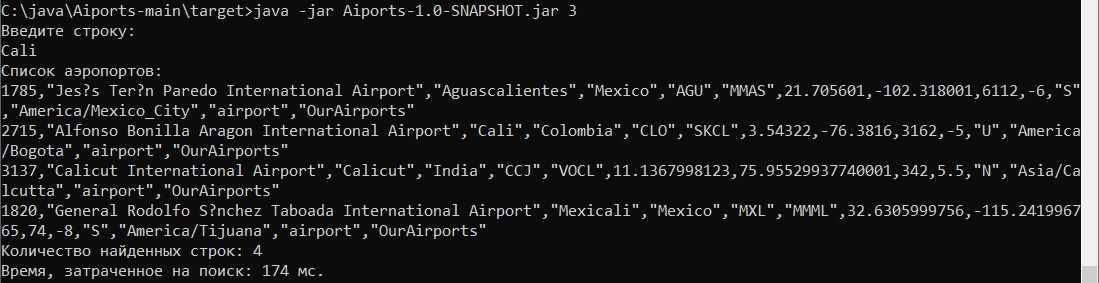 C:\java\Aiports-main\target>java -jar Aiports-1.0-SNAPSHOT.jar 3
Введите строку:
Cali
Список аэропортов:
1785,"Jes?s Ter?n Paredo International Airport","Aguascalientes","Mexico","AGU","MMAS",21.705601,-102.318001,6112,-6,"S"
,"America/Mexico_City","airport","OurAirports"
2715,"Alfonso Bonilla Aragon International Airport","Cali","Colombia","CLO","SKCL",3.54322,-76.3816,3162,-5,"U","America
/Bogota","airport","OurAirports"
3137,"Calicut International Airport","Calicut","India","CCJ","VOCL",11.1367998123,75.95529937740001,342,5.5,"N","Asia/Ca
lcutta","airport","OurAirports"
1820,"General Rodolfo S?nchez Taboada International Airport","Mexicali","Mexico","MXL","MMML",32.6305999756,-115.2419967
65,74,-8,"S","America/Tijuana","airport","OurAirports"
Количество найденных строк: 4
Время, затраченное на поиск: 174 мс.